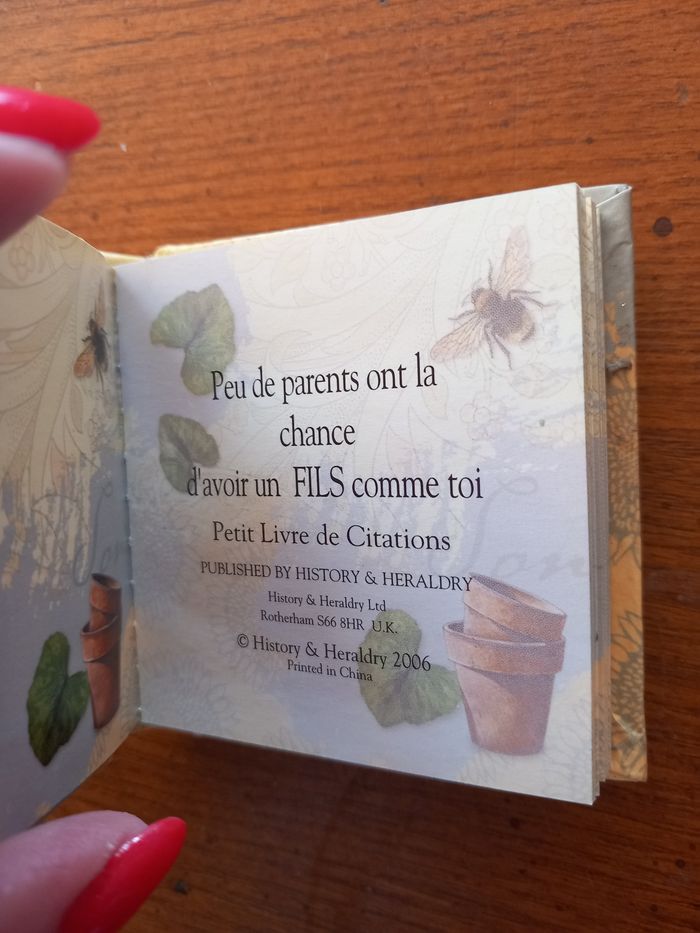 Peu de parents ont la
chance
d'avoir un FILS comme toi
Petit Livre de Citations
PUBLISHED BY HISTORY & HERALDRY
History & Heraldry Ltd
Rotherham S66 8HR U.K.
© History & Heraldry 2006
Printed in China